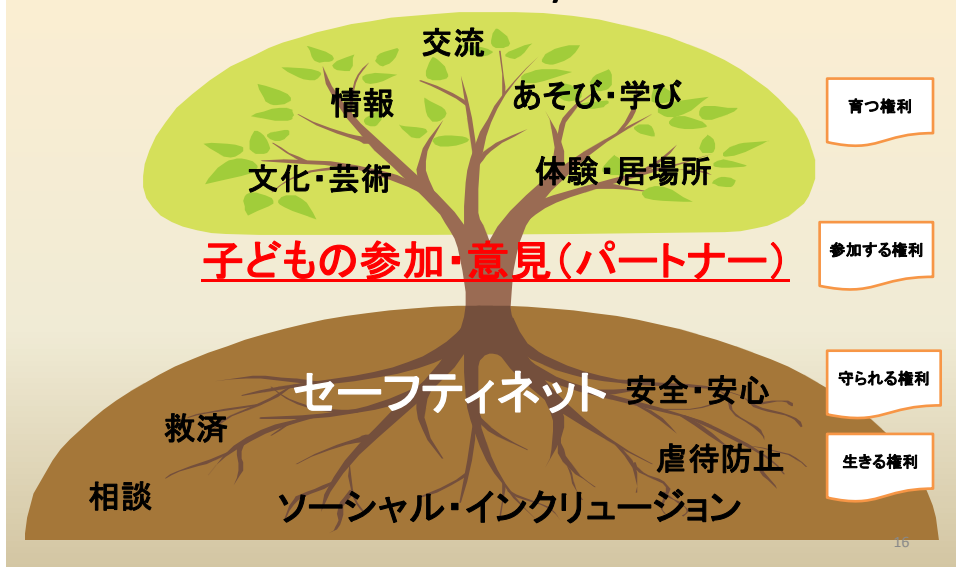 交流
情報
あそび・学び
育つ権利
文化・芸術
体験・居場所
子どもの参加・意見(パートナー)
参加する権利
セーフティネット
安全・安心
守られる権利
救済
虐待防止
生きる権利
相談
ソーシャル・インクリュージョン
16